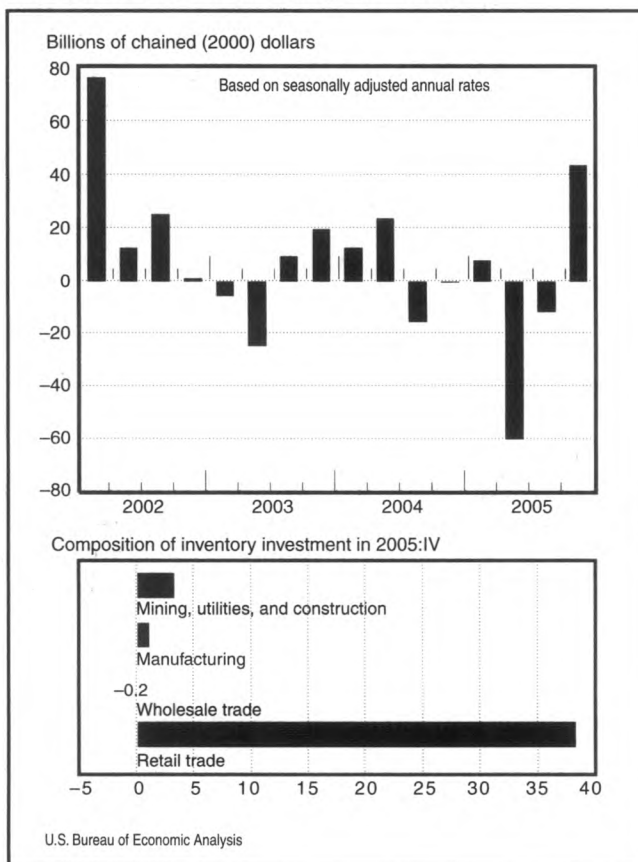 Billions of chained (2000) dollars
80
Based on seasonally adjusted annual rates
60
40
20
0
−20
−40
−60
−80
2002 2003 2004 2005
Composition of inventory investment in 2005:IV
Mining, utilities, and construction
Manufacturing
−0.2
Wholesale trade
Retail trade
−5 0 5 10 15 20 25 30 35 40
U.S. Bureau of Economic Analysis